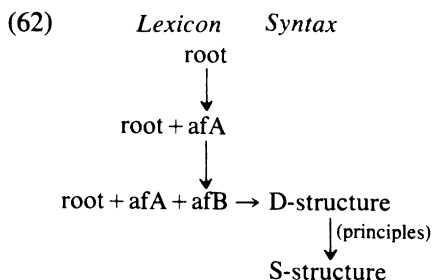 (62) Lexicon Syntax
root
root + afA
root + afA + afB → D-structure
(principles)
S-structure